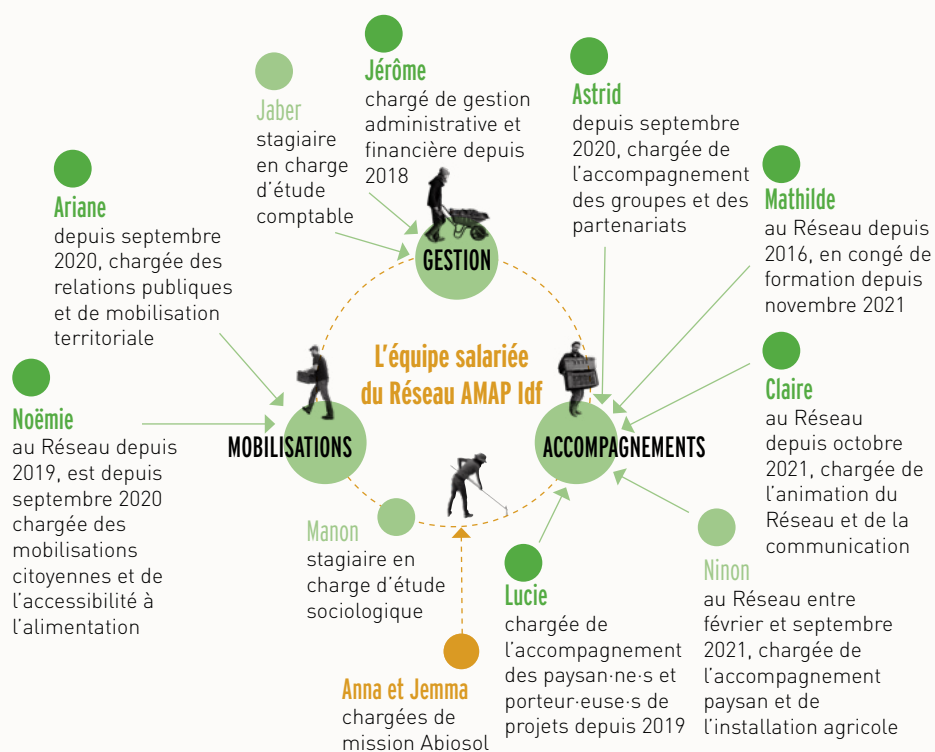 Jérôme
chargé de gestion
administrative et
financière depuis
2018
Jaber
stagiaire
en charge
d'étude
comptable
Astrid
depuis septembre
2020, chargée de
l'accompagnement
des groupes et des
partenariats
Ariane
depuis septembre
2020, chargée des
relations publiques
et de mobilisation
territoriale
Mathilde
au Réseau depuis
2016, en congé de
formation depuis
novembre 2021
GESTION
L'équipe salariée
du Réseau AMAP Idf
Noëmie
au Réseau depuis
2019, est depuis
septembre 2020
chargée des
mobilisations
citoyennes et de
l'accessibilité à
l'alimentation
MOBILISATIONS
ACCOMPAGNEMENTS
Claire
au Réseau
depuis octobre
2021, chargée de
l'animation du
Réseau et de la
communication
Manon
stagiaire en
charge d'étude
sociologique
Lucie
chargée de
l'accompagnement
des paysan·ne·s et
porteur·euse·s de
projets depuis 2019
Ninon
au Réseau entre
février et septembre
2021, chargée de
l'accompagnement
paysan et de
l'installation agricole
Anna et Jemma
chargées de
mission Abiosol